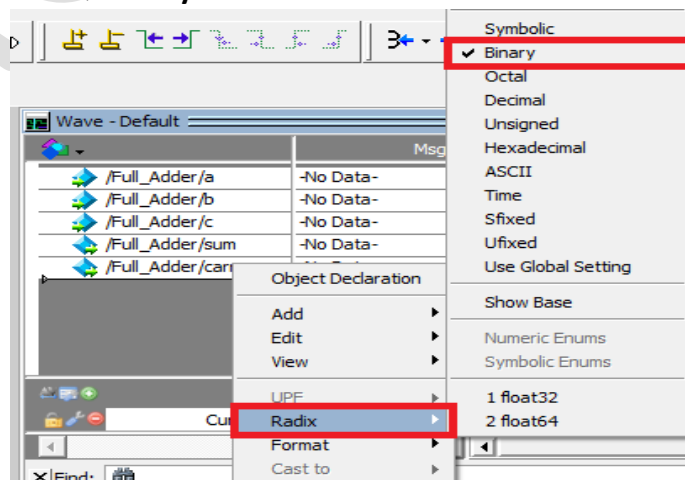 Wave - Default
Msg
/Full_Adder/a -No Data-
/Full_Adder/b -No Data-
/Full_Adder/c -No Data-
/Full_Adder/sum -No Data-
/Full_Adder/carr
Object Declaration
Add
Edit
View
UPF
Radix
Format
Cast to
Cur
Find:
Symbolic
Binary
Octal
Decimal
Unsigned
Hexadecimal
ASCII
Time
Sfixed
Ufixed
Use Global Setting
Show Base
Numeric Enums
Symbolic Enums
1 float32
2 float64